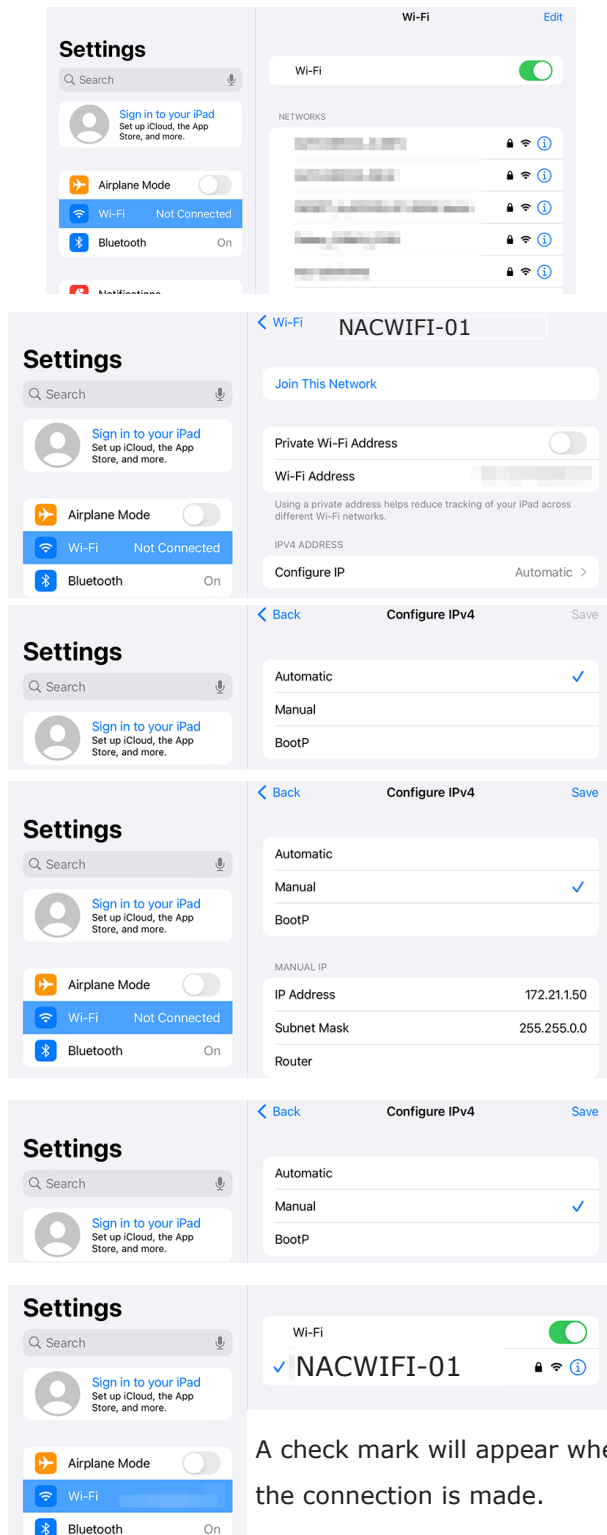 Wi-Fi
Edit
Settings
Search
Wi-Fi
Sign in to your iPad
Set up iCloud, the App
Store, and more.
NETWORKS
Airplane Mode
Wi-Fi Not Connected
Bluetooth On
Notifications
Wi-Fi
NACWIFI-01
Settings
Search
Join This Network
Sign in to your iPad
Set up iCloud, the App
Store, and more.
Private Wi-Fi Address
Wi-Fi Address
Using a private address helps reduce tracking of your iPad across
different Wi-Fi networks.
Airplane Mode
Wi-Fi Not Connected
Bluetooth On
IPV4 ADDRESS
Configure IP Automatic
Back Configure IPv4 Save
Settings
Search
Sign in to your iPad
Set up iCloud, the App
Store, and more.
Automatic
Manual
BootP
Back Configure IPv4 Save
Settings
Search
Sign in to your iPad
Set up iCloud, the App
Store, and more.
Airplane Mode
Wi-Fi Not Connected
Bluetooth On
Automatic
Manual
BootP
MANUAL IP
IP Address 172.21.1.50
Subnet Mask 255.255.0.0
Router
Back Configure IPv4 Save
Settings
Search
Sign in to your iPad
Set up iCloud, the App
Store, and more.
Automatic
Manual
BootP
Settings
Search
Sign in to your iPad
Set up iCloud, the App
Store, and more.
Airplane Mode
Wi-Fi
Bluetooth On
Wi-Fi
NACWIFI-01
A check mark will appear whe
the connection is made.